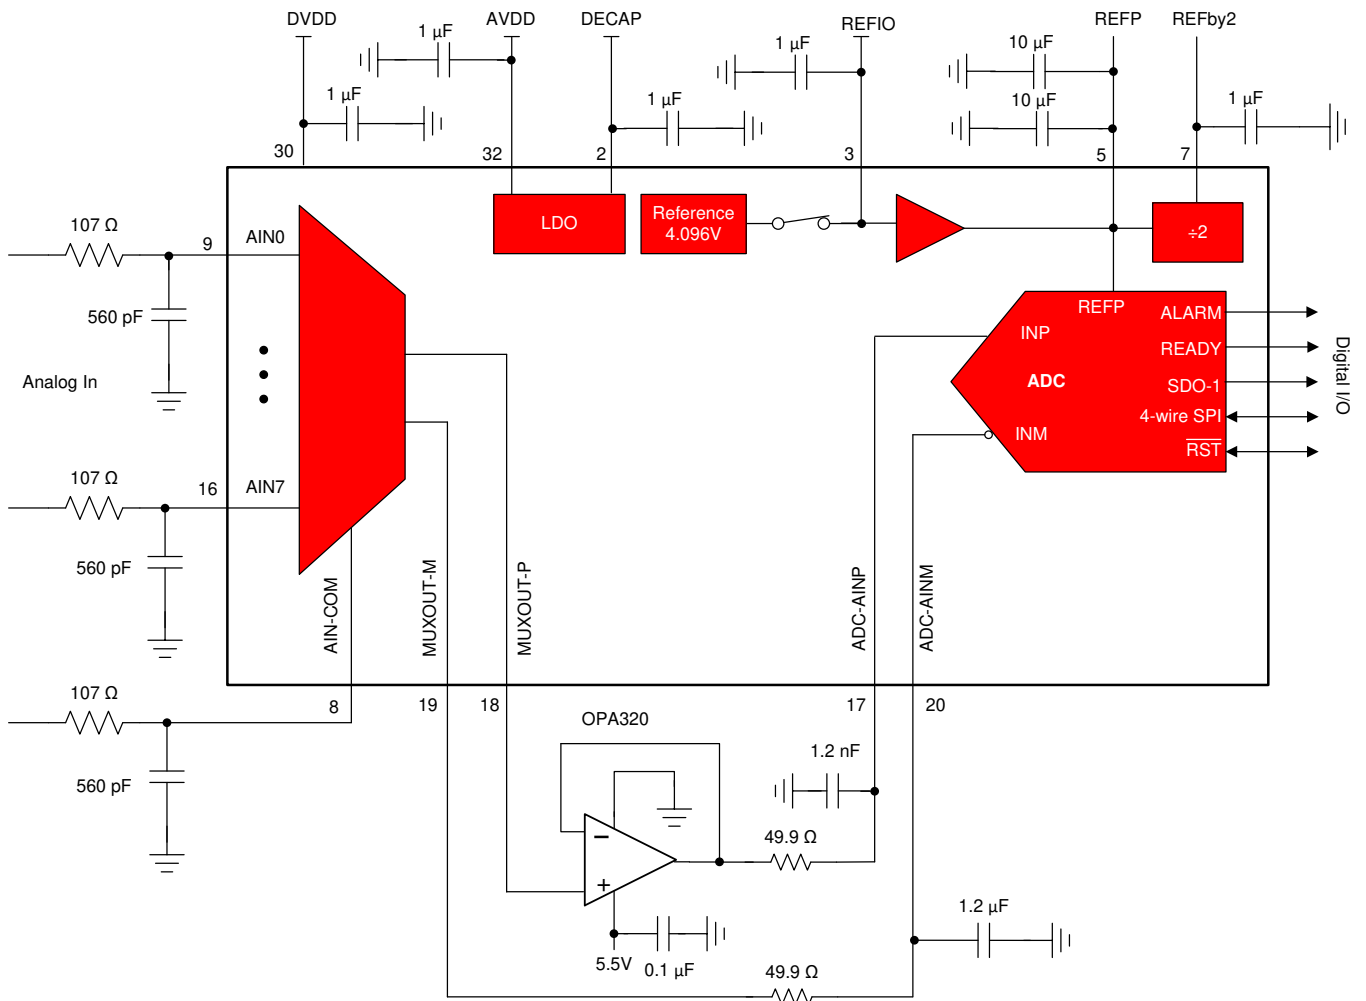 DVDD
AVDD
DECAP
REFIO
REFP
REFby2
1 µF
1 µF
10 µF
1 µF
1 µF
10 µF
1 µF
30
32
2
3
5
7
107 Ω
9
AIN0
560 pF
LDO
Reference
4.096V
÷2
REFP
INP
ADC
INM
ALARM
READY
SDO-1
4-wire SPI
RST
Digital I/O
Analog In
107 Ω
16
AIN7
560 pF
AIN-COM
MUXOUT-M
MUXOUT-P
ADC-AINP
ADC-AINM
107 Ω
8
19
18
17
20
560 pF
OPA320
1.2 nF
49.9 Ω
–
+
5.5V
0.1 µF
1.2 µF
49.9 Ω